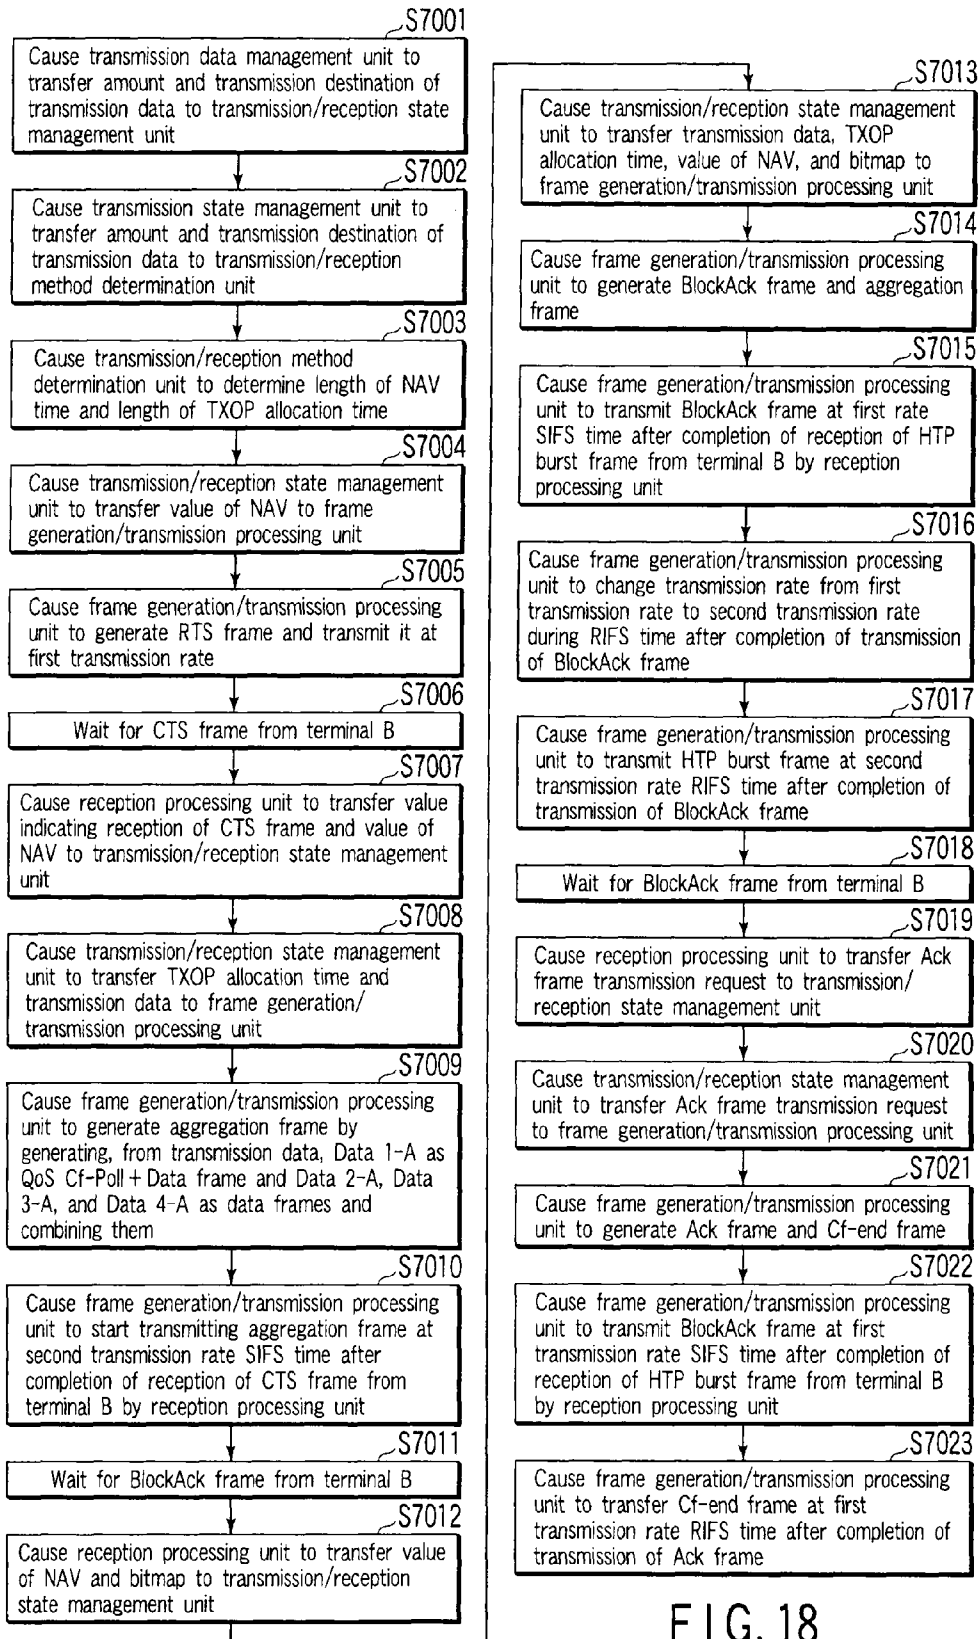 S7001
Cause transmission data management unit to
transfer amount and transmission destination of
transmission data to transmission/reception state
management unit
S7002
Cause transmission state management unit to
transfer amount and transmission destination of
transmission data to transmission/reception
method determination unit
S7003
Cause transmission/reception method
determination unit to determine length of NAV
time and length of TXOP allocation time
S7004
Cause transmission/reception state management
unit to transfer value of NAV to frame
generation/transmission processing unit
S7005
Cause frame generation/transmission processing
unit to generate RTS frame and transmit it at
first transmission rate
S7006
Wait for CTS frame from terminal B
S7007
Cause reception processing unit to transfer value
indicating reception of CTS frame and value of
NAV to transmission/reception state management
unit
S7008
Cause transmission/reception state management
unit to transfer TXOP allocation time and
transmission data to frame generation/
transmission processing unit
S7009
Cause frame generation/transmission processing
unit to generate aggregation frame by
generating, from transmission data, Data 1-A as
QoS Cf-Poll + Data frame and Data 2-A, Data
3-A, and Data 4-A as data frames and
combining them
S7010
Cause frame generation/transmission processing
unit to start transmitting aggregation frame at
second transmission rate SIFS time after
completion of reception of CTS frame from
terminal B by reception processing unit
S7011
Wait for BlockAck frame from terminal B
S7012
Cause reception processing unit to transfer value
of NAV and bitmap to transmission/reception
state management unit
S7013
Cause transmission/reception state management
unit to transfer transmission data, TXOP
allocation time, value of NAV, and bitmap to
frame generation/transmission processing unit
S7014
Cause frame generation/transmission processing
unit to generate BlockAck frame and aggregation
frame
S7015
Cause frame generation/transmission processing
unit to transmit BlockAck frame at first rate
SIFS time after completion of reception of HTP
burst frame from terminal B by reception
processing unit
S7016
Cause frame generation/transmission processing
unit to change transmission rate from first
transmission rate to second transmission rate
during RIFS time after completion of transmission
of BlockAck frame
S7017
Cause frame generation/transmission processing
unit to transmit HTP burst frame at second
transmission rate RIFS time after completion of
transmission of BlockAck frame
S7018
Wait for BlockAck frame from terminal B
S7019
Cause reception processing unit to transfer Ack
frame transmission request to transmission/
reception state management unit
S7020
Cause transmission/reception state management
unit to transfer Ack frame transmission request
to frame generation/transmission processing unit
S7021
Cause frame generation/transmission processing
unit to generate Ack frame and Cf-end frame
S7022
Cause frame generation/transmission processing
unit to transmit BlockAck frame at first
transmission rate SIFS time after completion of
reception of HTP burst frame from terminal B
by reception processing unit
S7023
Cause frame generation/transmission processing
unit to transfer Cf-end frame at first
transmission rate RIFS time after completion of
transmission of Ack frame
FIG. 18